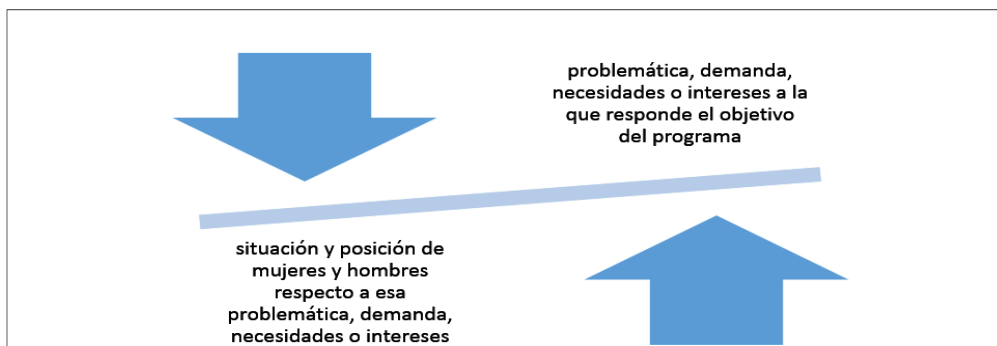 problemática, demanda,
necesidades o intereses a la
que responde el objetivo
del programa
situación y posición de
mujeres y hombres
respecto a esa
problemática, demanda,
necesidades o intereses